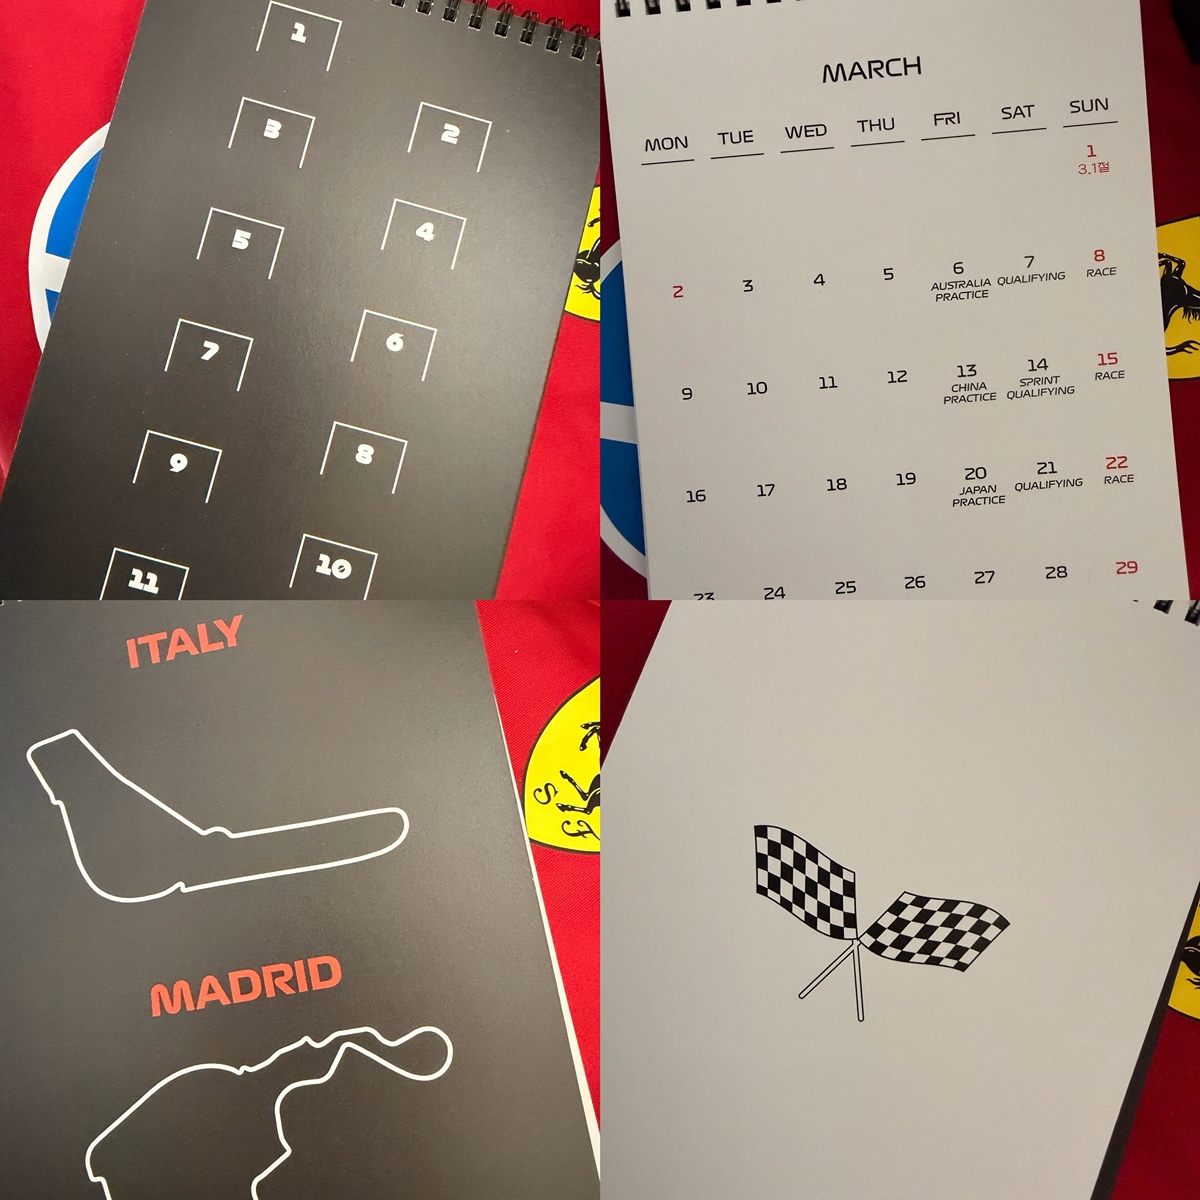 1
3 2
5 4
7 6
9 8
11 10
MARCH
MON TUE WED THU FRI SAT SUN
1
3.1절
2 3 4 5 6 7 8
AUSTRALIA PRACTICE QUALIFYING RACE
9 10 11 12 13 14 15
CHINA PRACTICE SPRINT QUALIFYING RACE
16 17 18 19 20 21 22
JAPAN PRACTICE QUALIFYING RACE
23 24 25 26 27 28 29
ITALY
S F
MADRID